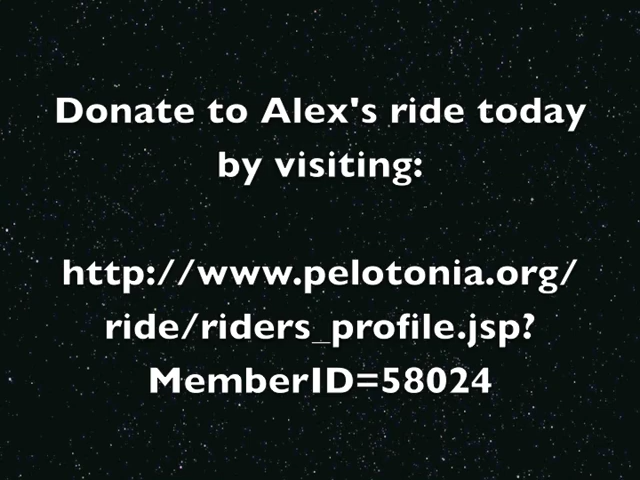 Donate to Alex's ride today
by visiting:
http://www.pelotonia.org/
ride/riders_profile.jsp?
MemberID=58024